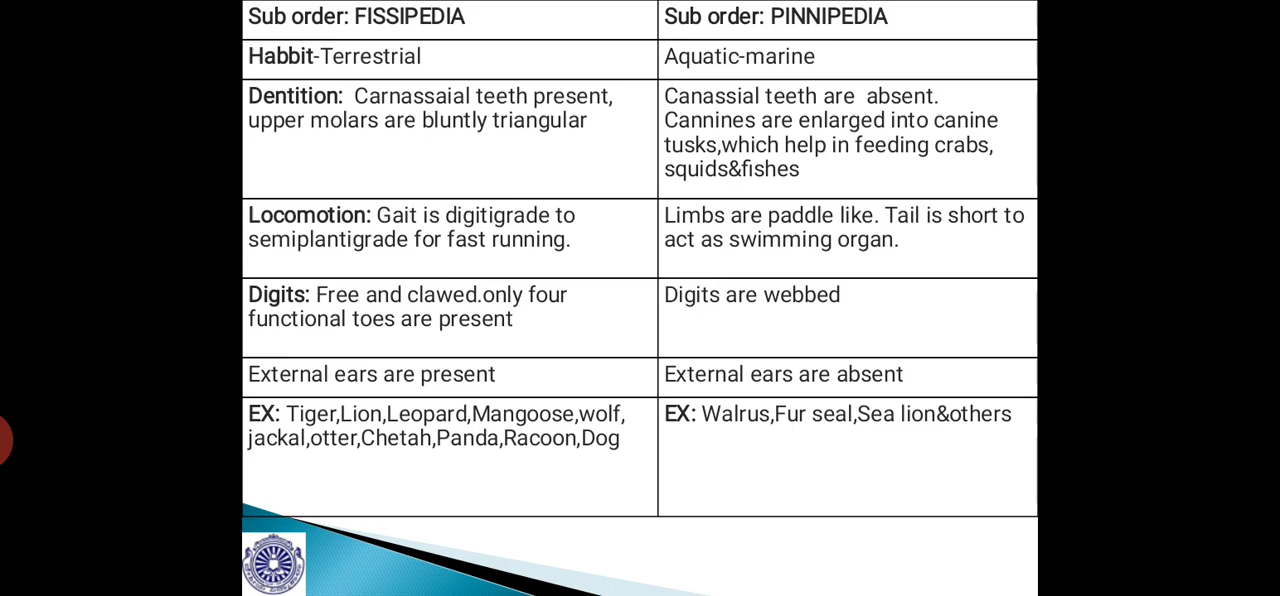 Sub order: FISSIPEDIA
Sub order: PINNIPEDIA
Habbit-Terrestrial
Aquatic-marine
Dentition: Carnassaial teeth present,
upper molars are bluntly triangular
Canassial teeth are absent.
Cannines are enlarged into canine
tusks,which help in feeding crabs,
squids&fishes
Locomotion: Gait is digitigrade to
semiplantigrade for fast running.
Limbs are paddle like. Tail is short to
act as swimming organ.
Digits: Free and clawed.only four
functional toes are present
Digits are webbed
External ears are present
External ears are absent
EX: Tiger,Lion,Leopard,Mangoose,wolf,
jackal,otter,Chetah,Panda,Racoon,Dog
EX: Walrus,Fur seal,Sea lion&others